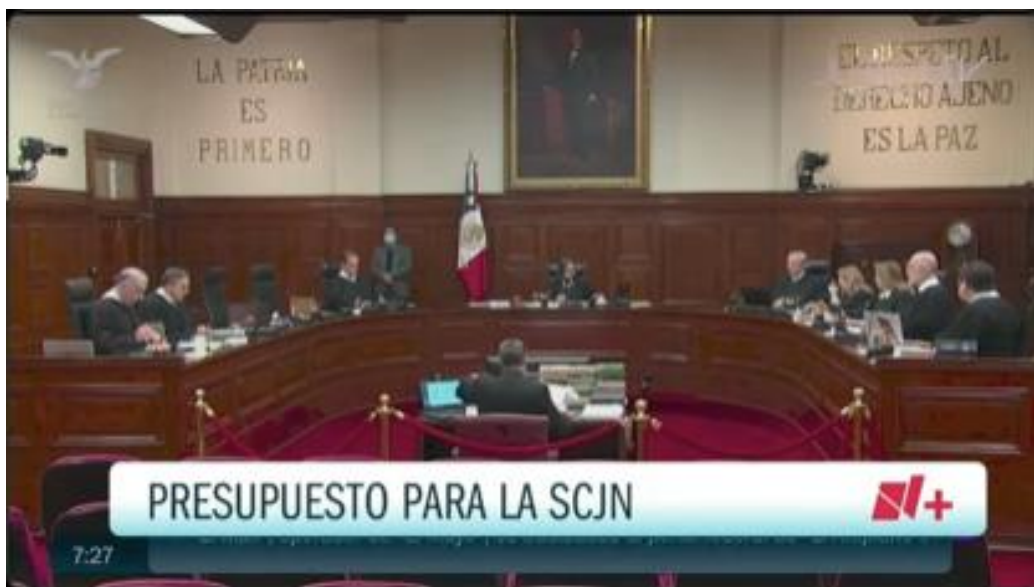 LA PATRIA
ES
PRIMERO
EL RESPETO AL
DERECHO AJENO
ES LA PAZ
PRESUPUESTO PARA LA SCJN
N+
7:27